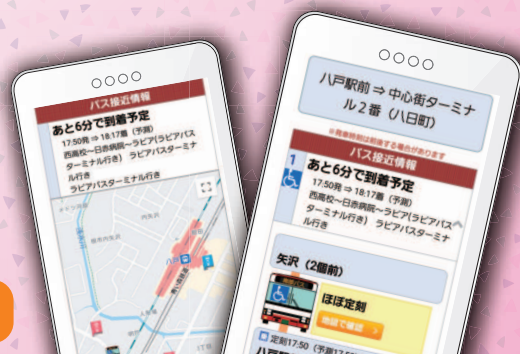 バス接近情報
あと6分で到着予定
17:50発 ⇒ 18:17着（予測）
西高校～日赤病院～ラピア(ラピアバス
ターミナル行き) ラピアバスターミナ
ル行き
ラピアバスターミナル行き
八戸駅前 ⇒ 中心街ターミナ
ル2番（八日町）
※発車時刻は前後する場合があります
バス接近情報
1
あと6分で到着予定
17:50発 ⇒ 18:17着（予測）
西高校～日赤病院～ラピア(ラピアバス
ターミナル行き) ラピアバスターミナ
ル行き
矢沢（2個前）
ほぼ定刻
地図で確認
定刻17:50（予測17:5